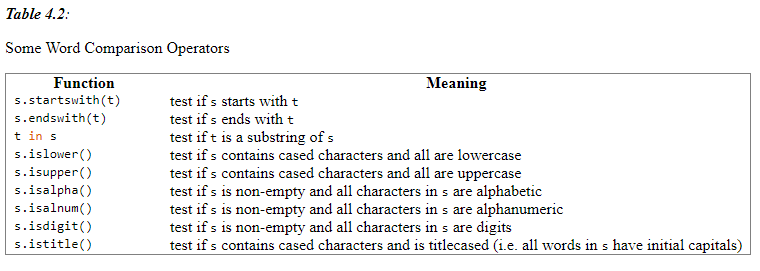 Table 4.2:
Some Word Comparison Operators
Function Meaning
s.startswith(t) test if s starts with t
s.endswith(t) test if s ends with t
t in s test if t is a substring of s
s.islower() test if s contains cased characters and all are lowercase
s.isupper() test if s contains cased characters and all are uppercase
s.isalpha() test if s is non-empty and all characters in s are alphabetic
s.isalnum() test if s is non-empty and all characters in s are alphanumeric
s.isdigit() test if s is non-empty and all characters in s are digits
s.istitle() test if s contains cased characters and is titlecased (i.e. all words in s have initial capitals)